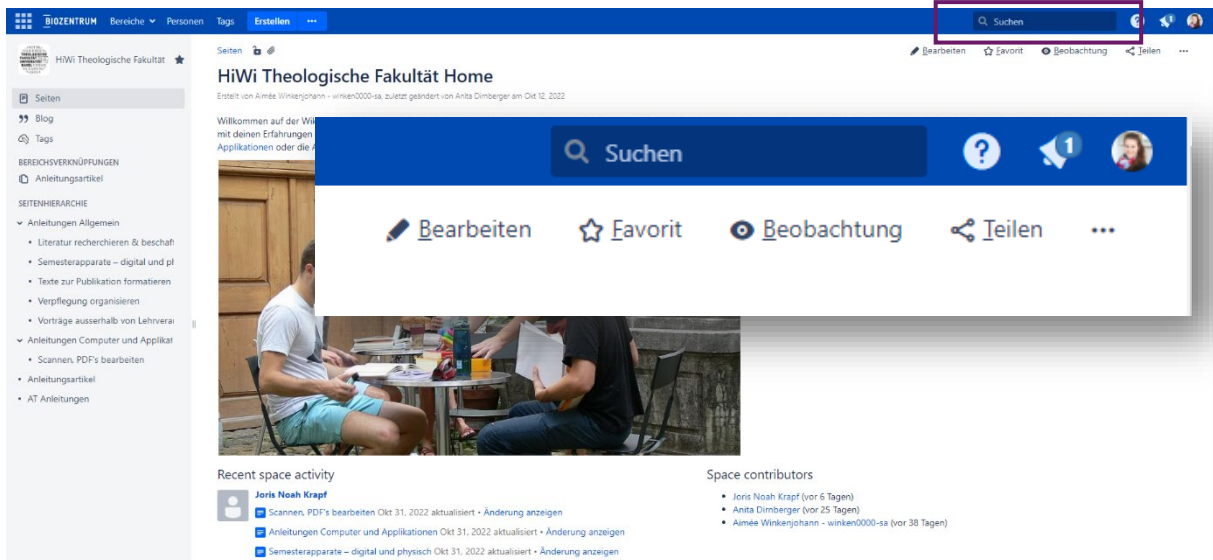 BIOZENTRUM Bereiche Personen Tags Erstellen ... Suchen ? 1
HiWi Theologische Fakultät
Seiten
Blog
Tags
BEREICHSVERKNÜPFUNGEN
Anleitungsartikel
SEITENHIERARCHIE
Anleitungen Allgemein
Literatur recherchieren & beschaff
Semesterapparate – digital und pl
Texte zur Publikation formatieren
Verpflegung organisieren
Vorträge ausserhalb von Lehrvera
Anleitungen Computer und Applikat
Scannen, PDF's bearbeiten
Anleitungsartikel
AT Anleitungen
Seiten
Bearbeiten Favorit Beobachtung Teilen ...
HiWi Theologische Fakultät Home
Erstellt von Aimée Winkenjohann - winken0000-sa, zuletzt geändert von Anita Dirnberger am Okt 12, 2022
Willkommen auf der Wik
mit deinen Erfahrungen
Applikationen oder die A
Suchen ? 1
Bearbeiten Favorit Beobachtung Teilen ...
Recent space activity
Joris Noah Krapf
Scannen, PDF's bearbeiten Okt 31, 2022 aktualisiert • Änderung anzeigen
Anleitungen Computer und Applikationen Okt 31, 2022 aktualisiert • Änderung anzeigen
Semesterapparate – digital und physisch Okt 31, 2022 aktualisiert • Änderung anzeigen
Space contributors
Joris Noah Krapf (vor 6 Tagen)
Anita Dirnberger (vor 25 Tagen)
Aimée Winkenjohann - winken0000-sa (vor 38 Tagen)